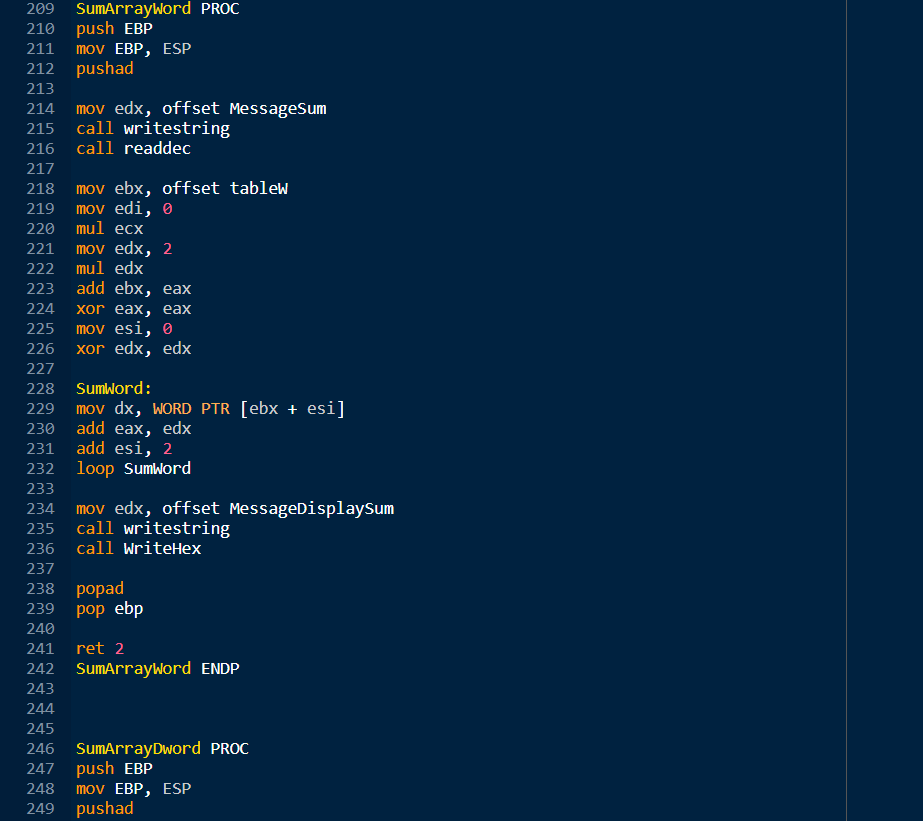 209 SumArrayWord PROC
210 push EBP
211 mov EBP, ESP
212 pushad
213
214 mov edx, offset MessageSum
215 call writestring
216 call readdec
217
218 mov ebx, offset tableW
219 mov edi, 0
220 mul ecx
221 mov edx, 2
222 mul edx
223 add ebx, eax
224 xor eax, eax
225 mov esi, 0
226 xor edx, edx
227
228 SumWord:
229 mov dx, WORD PTR [ebx + esi]
230 add eax, edx
231 add esi, 2
232 loop SumWord
233
234 mov edx, offset MessageDisplaySum
235 call writestring
236 call WriteHex
237
238 popad
239 pop ebp
240
241 ret 2
242 SumArrayWord ENDP
243
244
245
246 SumArrayDword PROC
247 push EBP
248 mov EBP, ESP
249 pushad